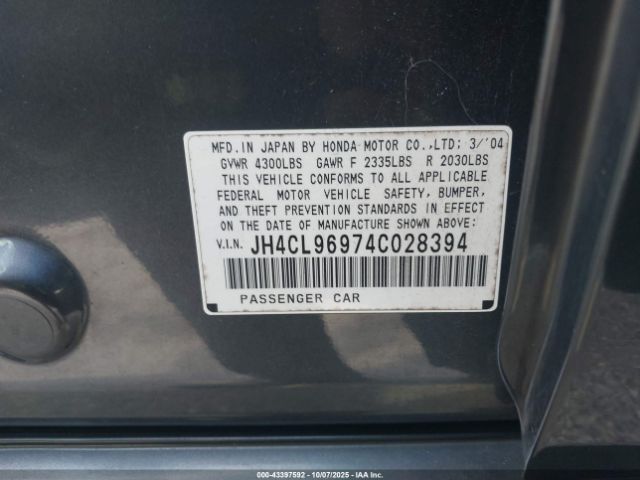 MFD. IN JAPAN BY HONDA MOTOR CO.,LTD; 3/'04
GVWR 4300LBS GAWR F 2335LBS R 2030LBS
THIS VEHICLE CONFORMS TO ALL APPLICABLE
FEDERAL MOTOR VEHICLE SAFETY, BUMPER,
AND THEFT PREVENTION STANDARDS IN EFFECT
ON THE DATE OF MANUFACTURE SHOWN ABOVE:
V.I.N. JH4CL96974C028394
PASSENGER CAR
000-43397592 - 10/07/2025 - Copyright © 2025 IAA, Inc.